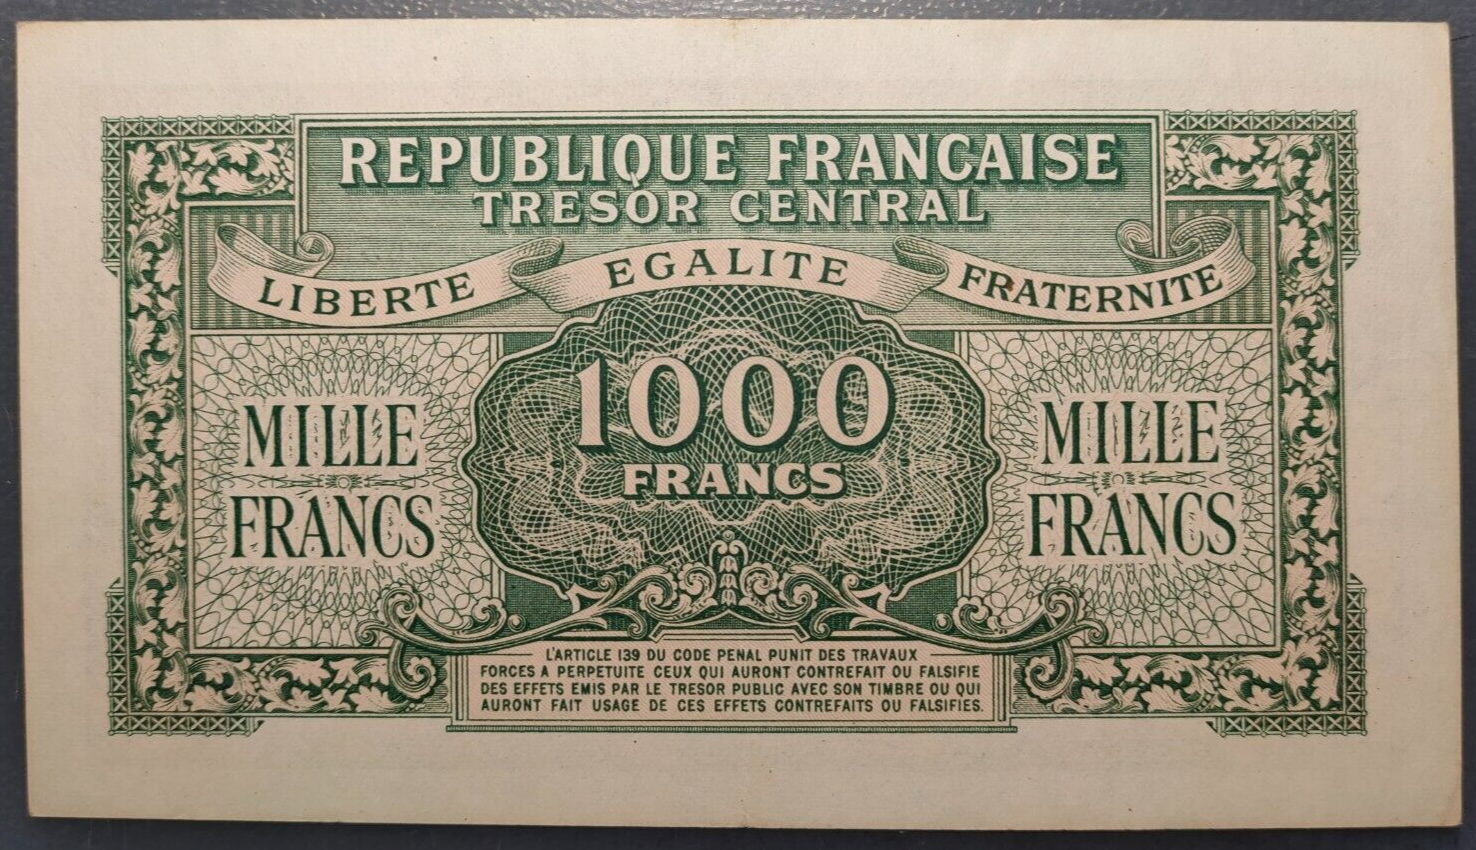 REPUBLIQUE FRANCAISE
TRESOR CENTRAL
LIBERTE EGALITE FRATERNITE
1000
FRANCS
MILLE
FRANCS
MILLE
FRANCS
L'ARTICLE 139 DU CODE PENAL PUNIT DES TRAVAUX
FORCES A PERPETUITE CEUX QUI AURONT CONTREFAIT OU FALSIFIE
DES EFFETS EMIS PAR LE TRESOR PUBLIC AVEC SON TIMBRE OU QUI
AURONT FAIT USAGE DE CES EFFETS CONTREFAITS OU FALSIFIES.